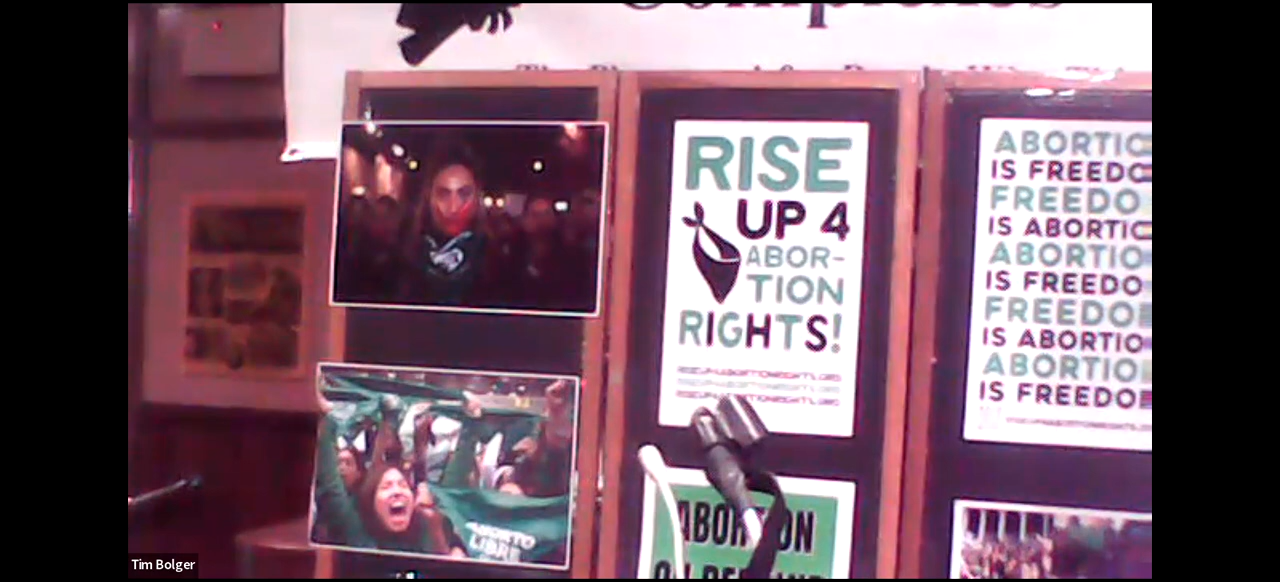 RISE
UP 4
ABOR-
TION
RIGHTS!
ABORTIO
IS FREEDO
FREEDO
IS ABORTIO
ABORTIO
IS FREEDO
FREEDO
IS ABORTIO
ABORTIO
IS FREEDO
ABORTO
LIBRE
ABORTION
Tim Bolger